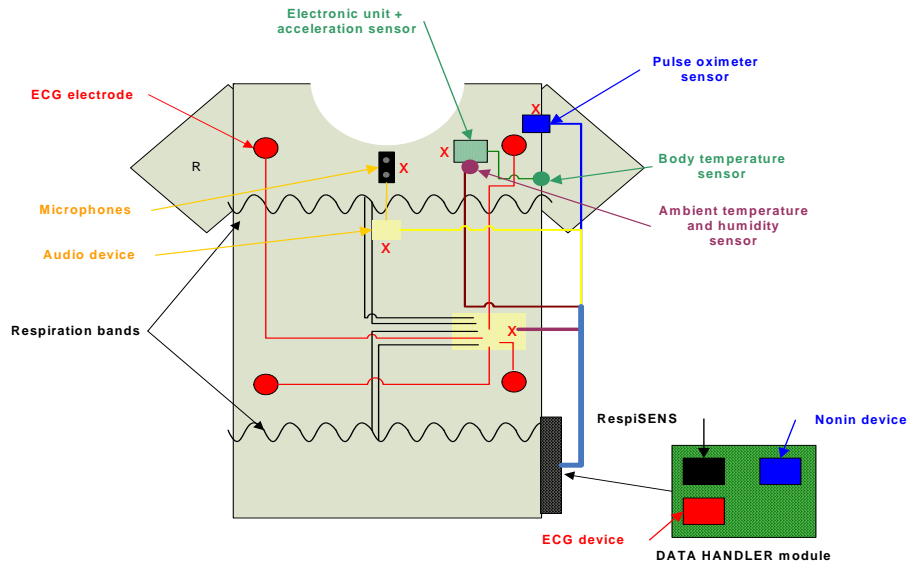 Electronic unit +
acceleration sensor
Pulse oximeter
sensor
ECG electrode
X
X
X
R
Body temperature
sensor
Microphones
Ambient temperature
and humidity
sensor
Audio device
X
Respiration bands
X
RespiSENS
Nonin device
ECG device
DATA HANDLER module